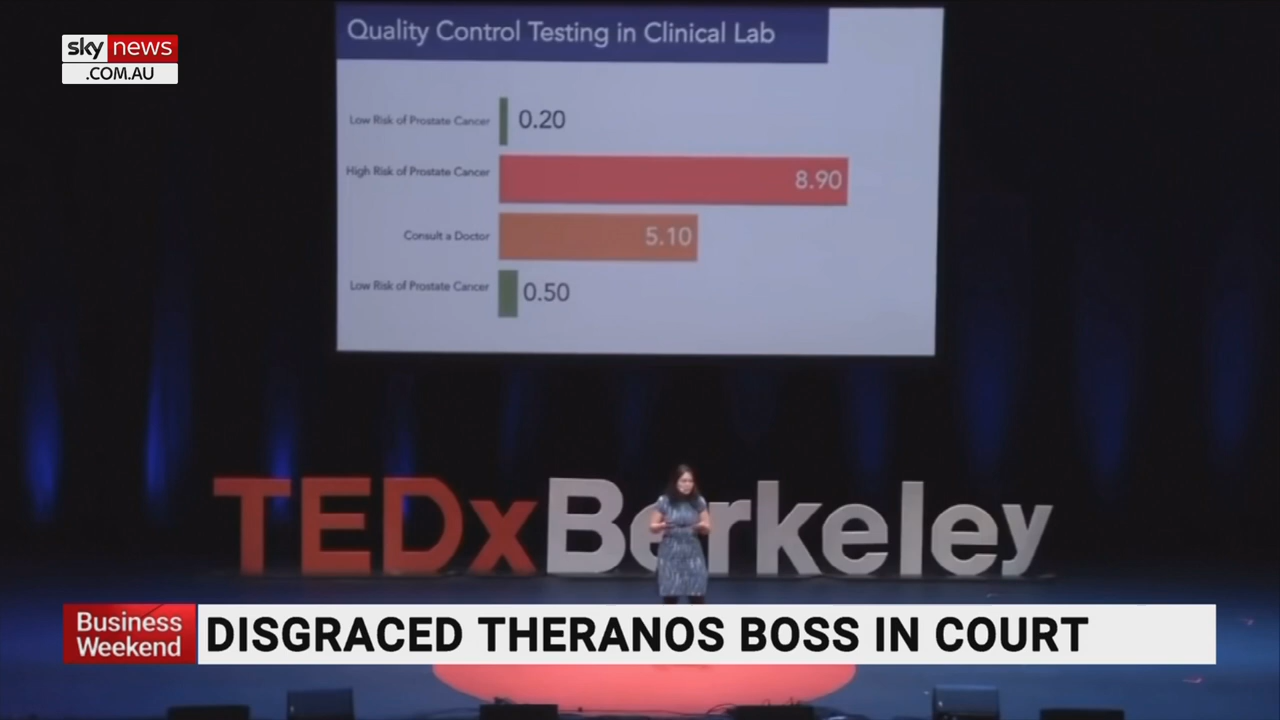 sky news
.COM.AU
Quality Control Testing in Clinical Lab
Low Risk of Prostate Cancer
0.20
High Risk of Prostate Cancer
8.90
Consult a Doctor
5.10
Low Risk of Prostate Cancer
0.50
TEDxBerkeley
Business
Weekend
DISGRACED THERANOS BOSS IN COURT